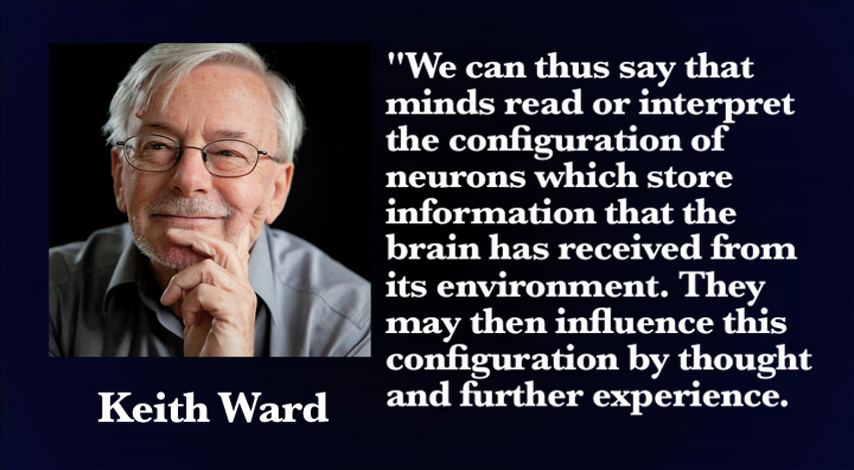 "We can thus say that
minds read or interpret
the configuration of
neurons which store
information that the
brain has received from
its environment. They
may then influence this
configuration by thought
and further experience.
Keith Ward